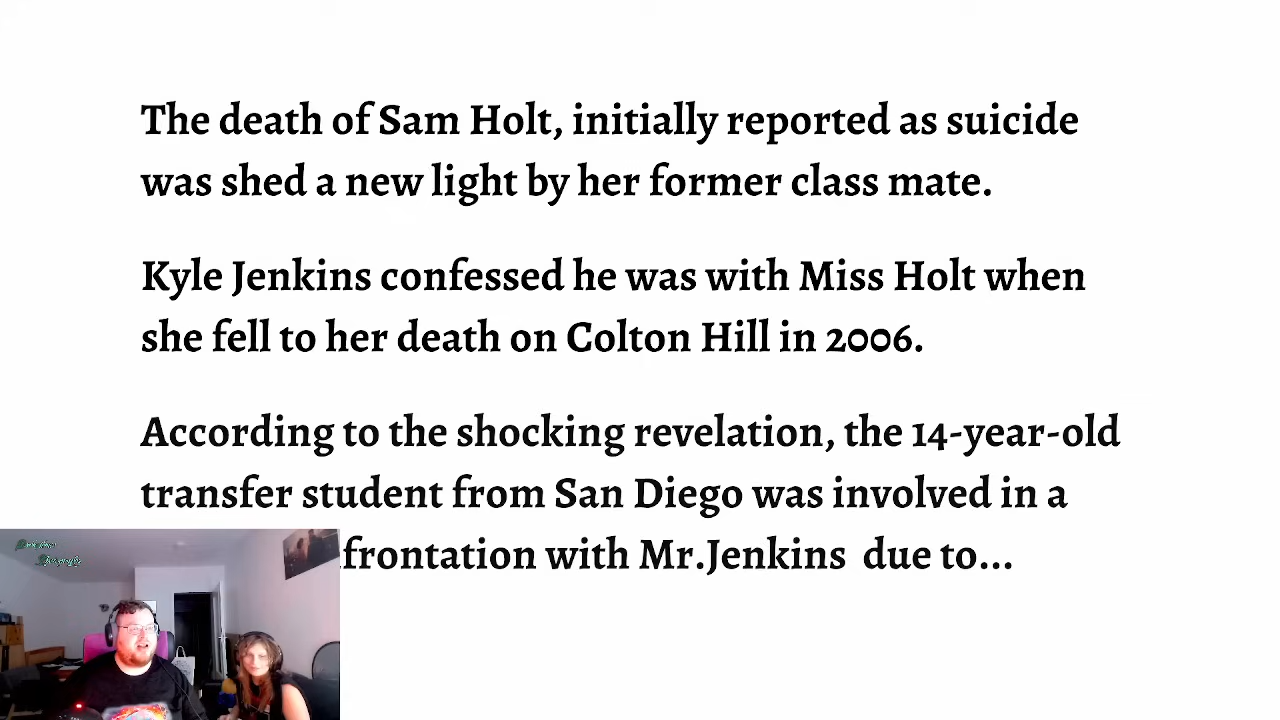 The death of Sam Holt, initially reported as suicide
was shed a new light by her former class mate.
Kyle Jenkins confessed he was with Miss Holt when
she fell to her death on Colton Hill in 2006.
According to the shocking revelation, the 14-year-old
transfer student from San Diego was involved in a
frontation with Mr.Jenkins due to...